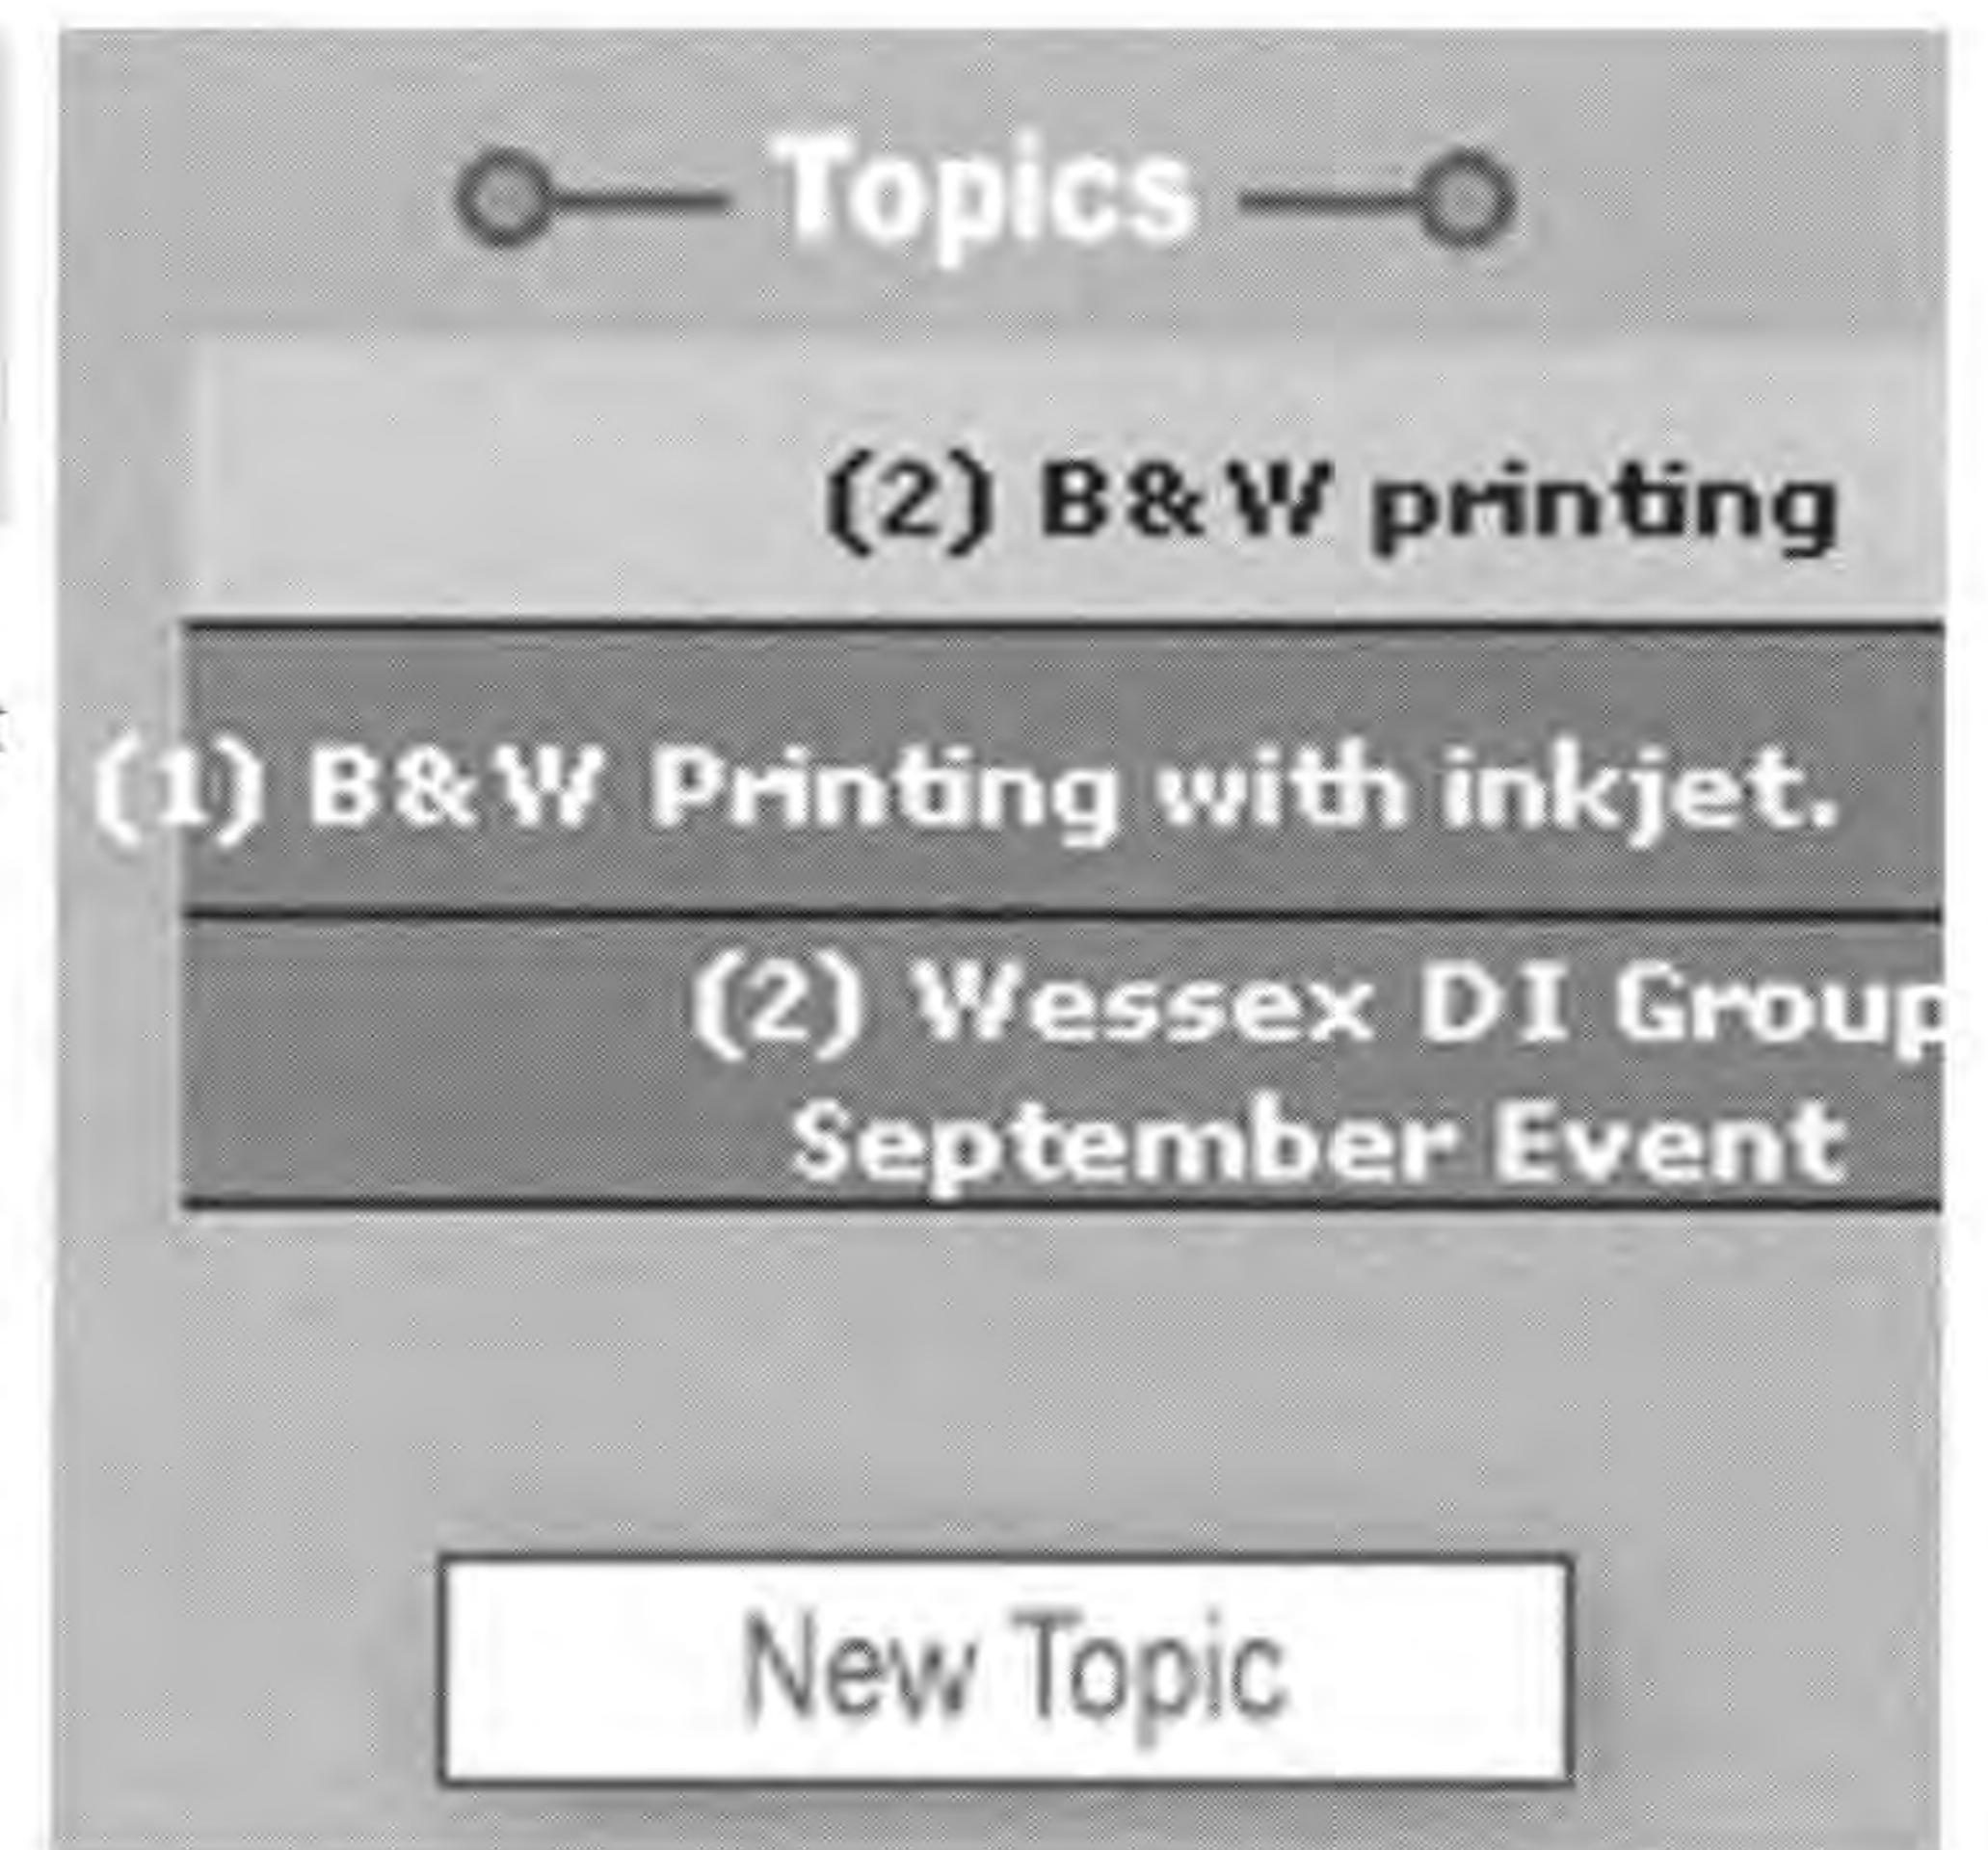 Topics
(2) B&W printing
(1) B&W Printing with inkjet.
(2) Wessex DI Group
September Event
New Topic